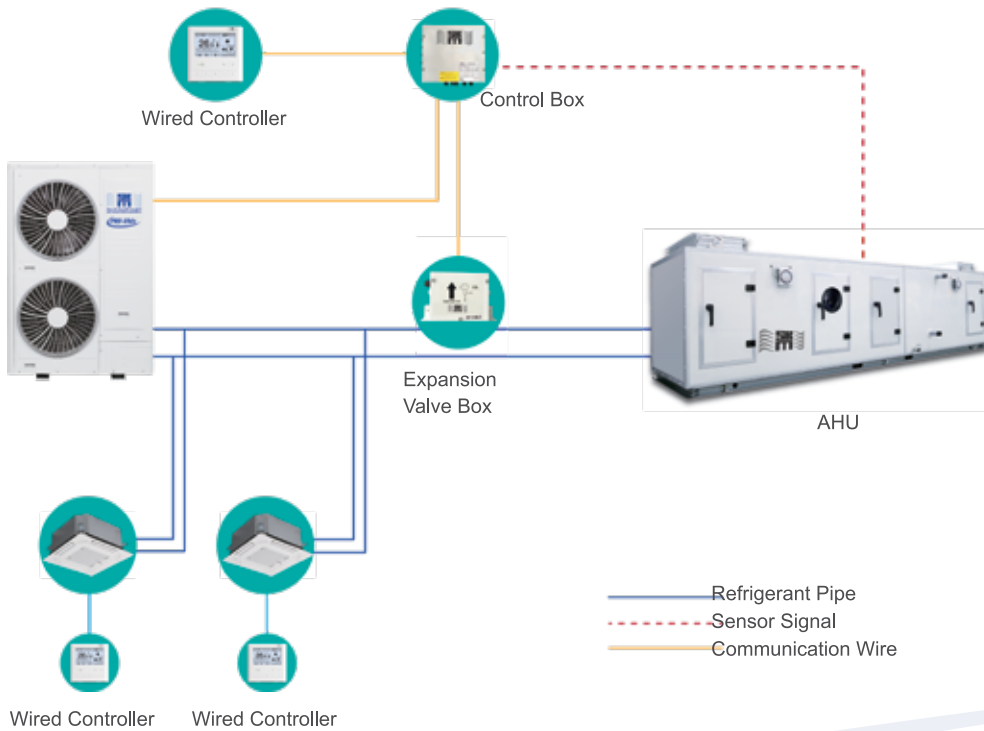 Wired Controller
Control Box
Expansion
Valve Box
AHU
Refrigerant Pipe
Sensor Signal
Communication Wire
Wired Controller
Wired Controller